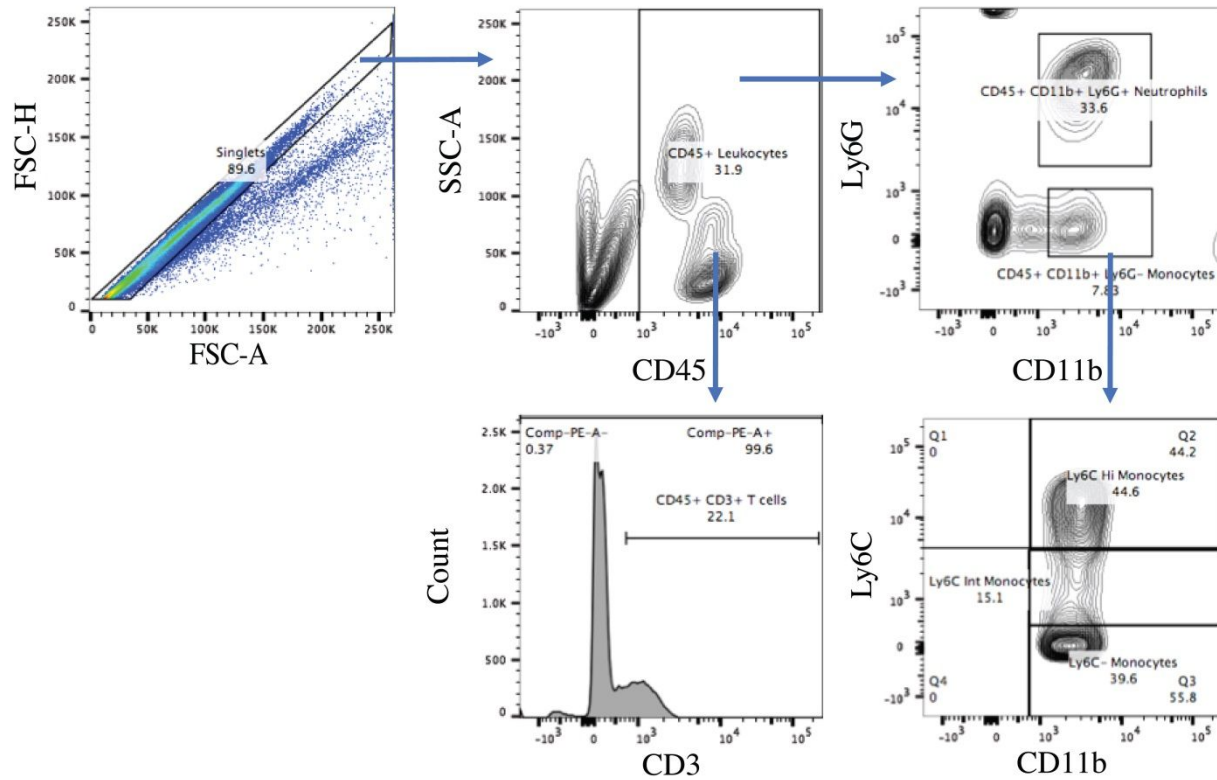 250K
200K
150K
100K
50K
0
FSC-H
Singlets
89.6
0
50K
100K
150K
200K
250K
FSC-A
250K
200K
150K
100K
50K
0
SSC-A
CD45+ Leukocytes
31.9
-10³
0
10³
10⁴
10⁵
CD45
10⁵
10⁴
10³
0
-10³
Ly6G
CD45+ CD11b+ Ly6G+ Neutrophils
33.6
CD45+ CD11b+ Ly6G- Monocytes
7.83
-10³
0
10³
10⁴
10⁵
CD11b
2.5K
2.0K
1.5K
1.0K
500
0
Count
Comp-PE-A-
0.37
Comp-PE-A+
99.6
CD45+ CD3+ T cells
22.1
-10³
0
10³
10⁴
10⁵
CD3
10⁵
10⁴
10³
0
-10³
Ly6C
Q1
0
Q2
44.2
Ly6C Hi Monocytes
44.6
Ly6C Int Monocytes
15.1
Ly6C- Monocytes
39.6
Q4
0
Q3
55.8
-10³
0
10³
10⁴
10⁵
CD11b